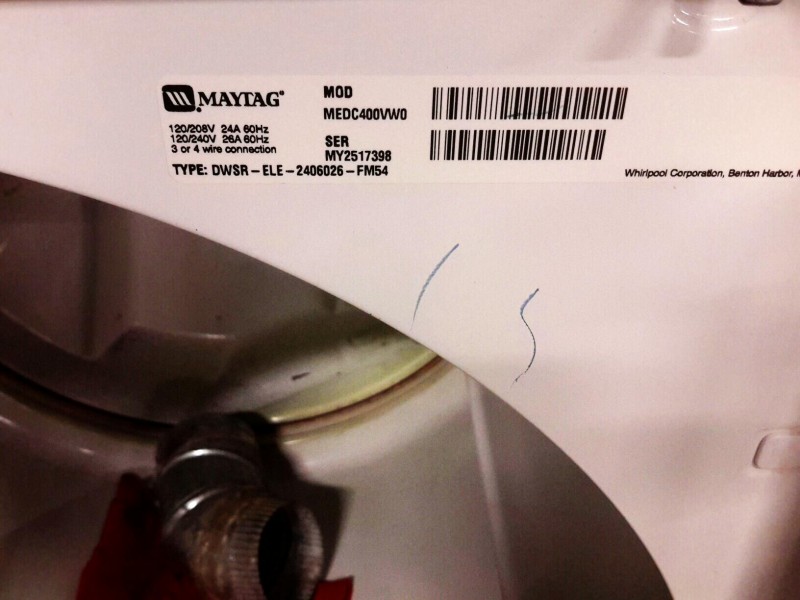 MAYTAG®
120/208V 24A 60Hz
120/240V 26A 60Hz
3 or 4 wire connection
TYPE: DWSR-ELE-2406026-FM54
MOD
MEDC400VW0
SER
MY2517398
Whirlpool Corporation, Benton Harbor,